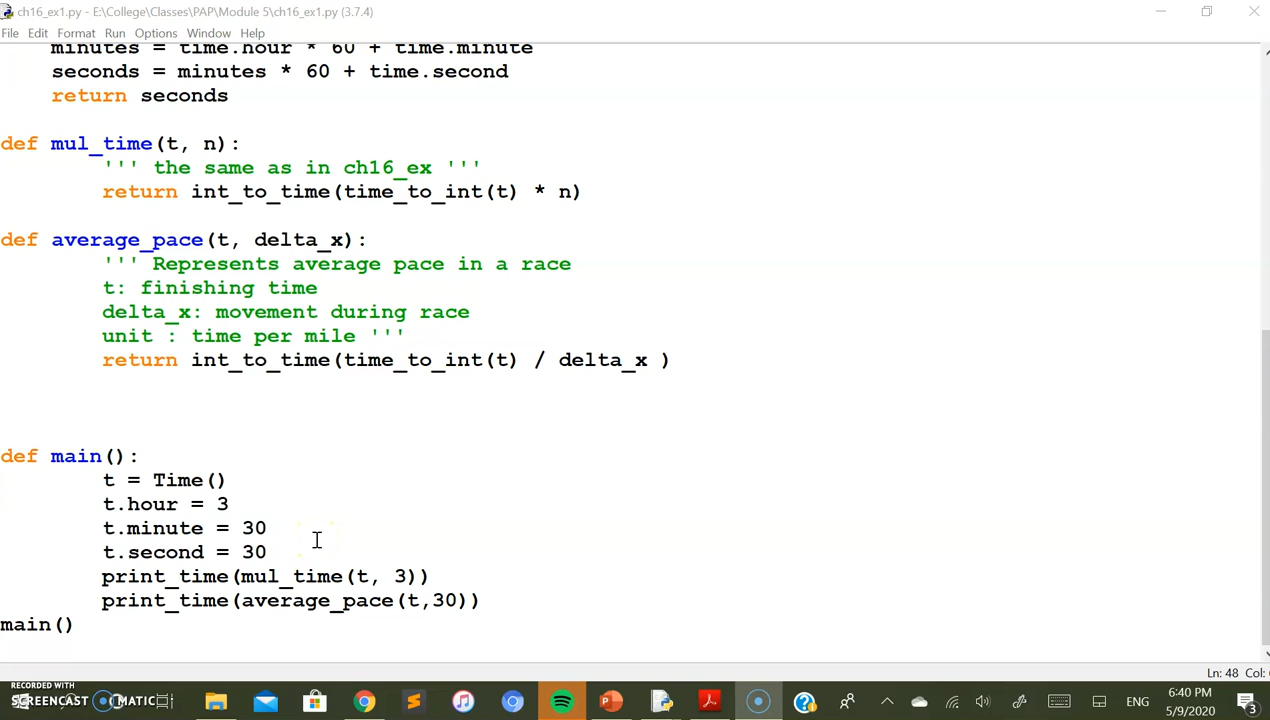 ch16_ex1.py - E:\College\Classes\PAP\Module 5\ch16_ex1.py (3.7.4)
File Edit Format Run Options Window Help
minutes = time.hour * 60 + time.minute
seconds = minutes * 60 + time.second
return seconds
def mul_time(t, n):
''' the same as in ch16_ex '''
return int_to_time(time_to_int(t) * n)
def average_pace(t, delta_x):
''' Represents average pace in a race
t: finishing time
delta_x: movement during race
unit : time per mile '''
return int_to_time(time_to_int(t) / delta_x )
def main():
t = Time()
t.hour = 3
t.minute = 30
t.second = 30
print_time(mul_time(t, 3))
print_time(average_pace(t,30))
main()
Ln: 48 Col:
RECORDED WITH
SCREENCAST MATIC
ENG
6:40 PM
5/9/2020
3